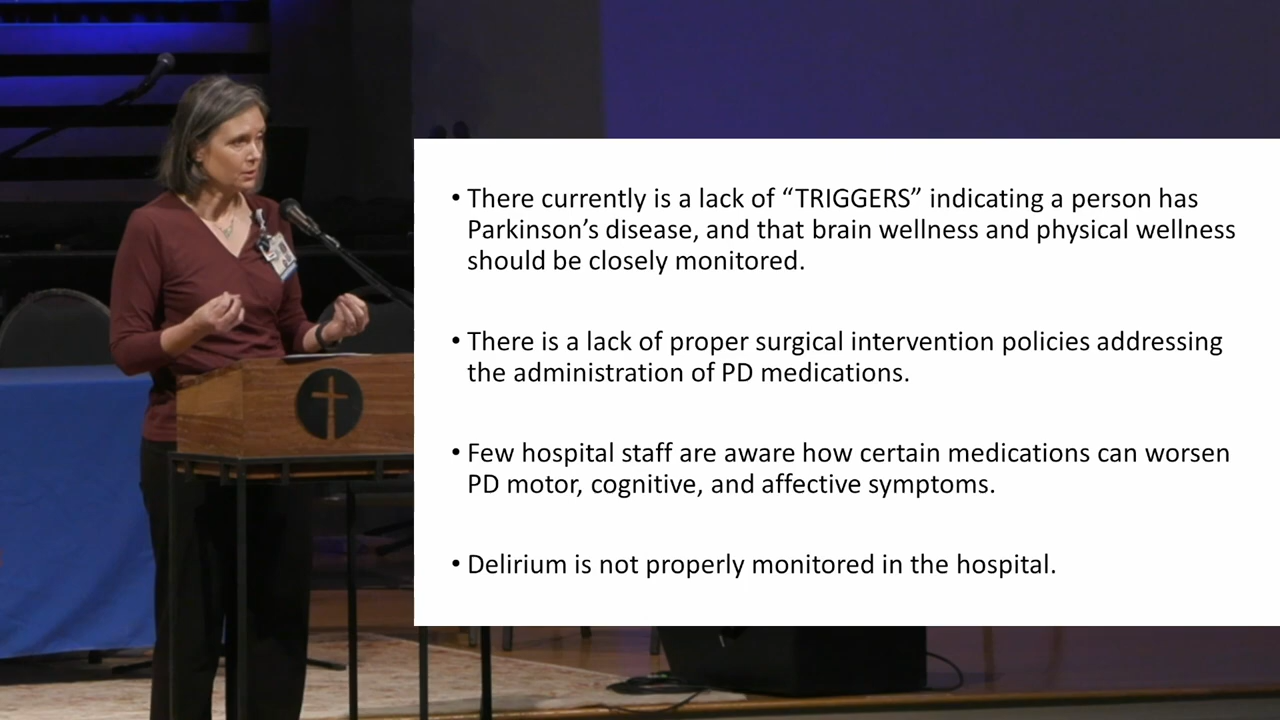 • There currently is a lack of “TRIGGERS” indicating a person has
Parkinson’s disease, and that brain wellness and physical wellness
should be closely monitored.
• There is a lack of proper surgical intervention policies addressing
the administration of PD medications.
• Few hospital staff are aware how certain medications can worsen
PD motor, cognitive, and affective symptoms.
• Delirium is not properly monitored in the hospital.